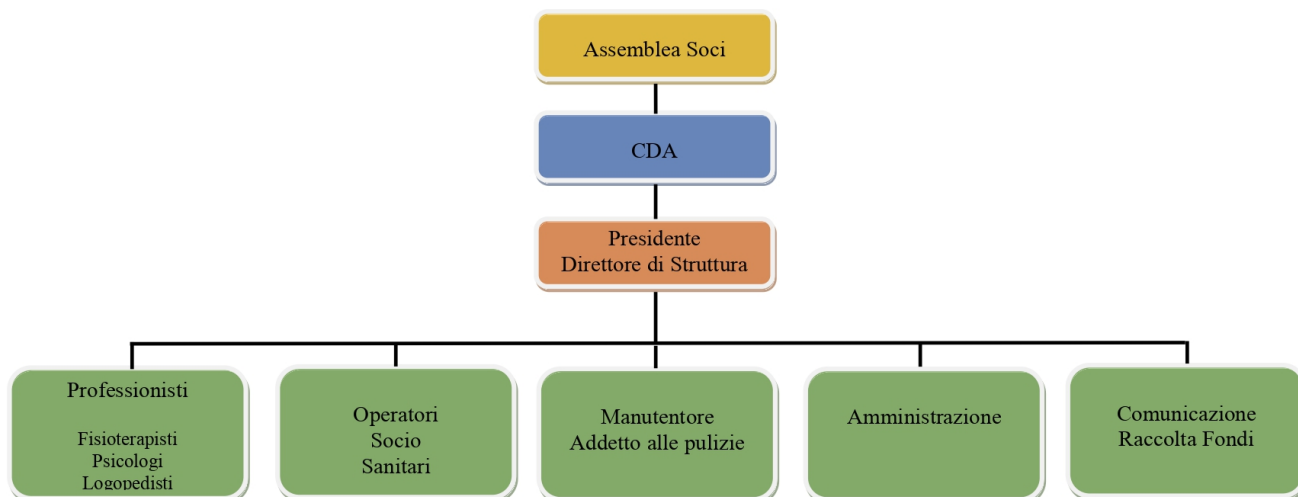 Assemblea Soci
CDA
Presidente
Direttore di Struttura
Professionisti
Fisioterapisti
Psicologi
Logopedisti
Operatori
Socio
Sanitari
Manutentore
Addetto alle pulizie
Amministrazione
Comunicazione
Raccolta Fondi